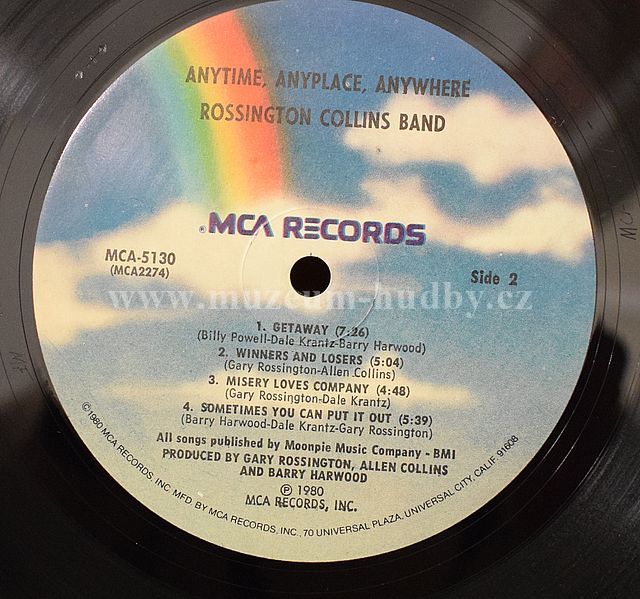 ANYTIME, ANYPLACE, ANYWHERE
ROSSINGTON COLLINS BAND
MCA RECORDS
MCA-5130
(MCA2274)
Side 2
www.muzeum-hudby.cz
1. GETAWAY (7:26)
(Billy Powell-Dale Krantz-Barry Harwood)
2. WINNERS AND LOSERS (5:04)
(Gary Rossington-Allen Collins)
3. MISERY LOVES COMPANY (4:48)
(Gary Rossington-Dale Krantz)
4. SOMETIMES YOU CAN PUT IT OUT (5:39)
(Barry Harwood-Dale Krantz-Gary Rossington)
All songs published by Moonpie Music Company - BMI
PRODUCED BY GARY ROSSINGTON, ALLEN COLLINS
AND BARRY HARWOOD
℗ 1980
MCA RECORDS, INC.
©1980 MCA RECORDS, INC. MFD. BY MCA RECORDS, INC., 70 UNIVERSAL PLAZA, UNIVERSAL CITY, CALIF. 91608